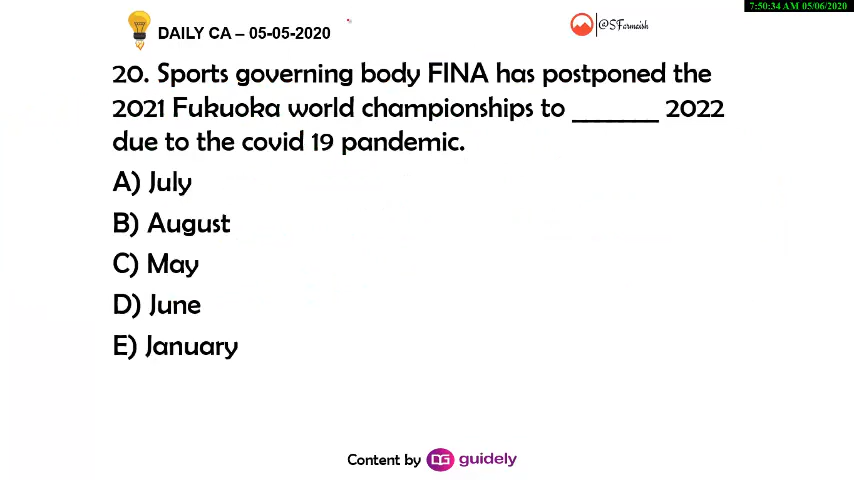 7:50:34 AM 05/06/2020
DAILY CA – 05-05-2020
@SFarmaish
20. Sports governing body FINA has postponed the
2021 Fukuoka world championships to _______ 2022
due to the covid 19 pandemic.
A) July
B) August
C) May
D) June
E) January
Content by guidely